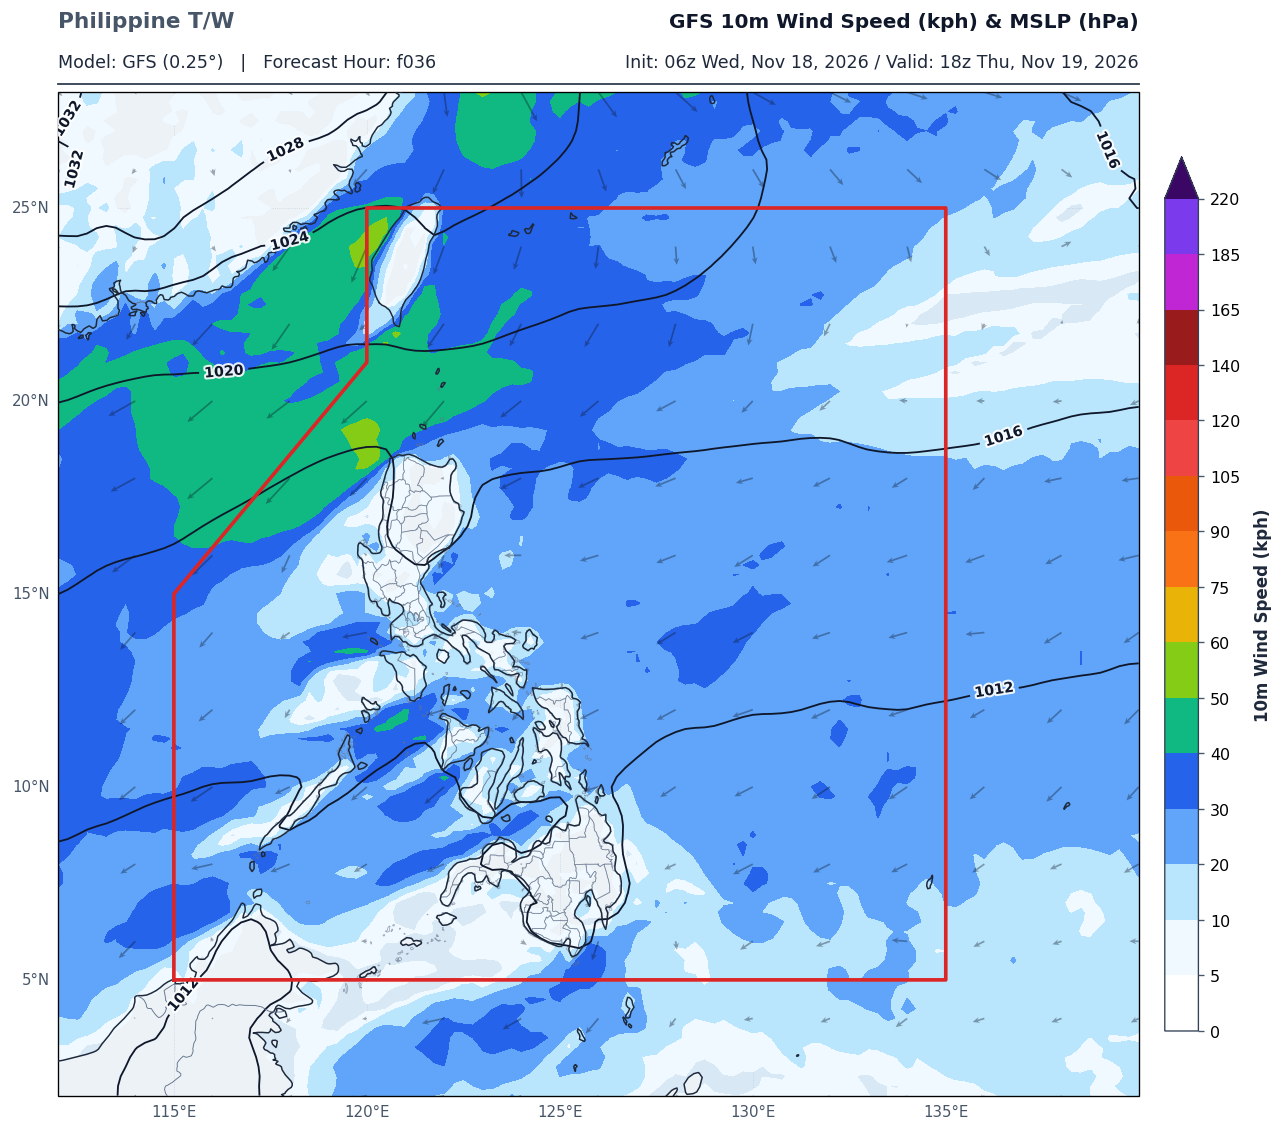 Philippine T/W
GFS 10m Wind Speed (kph) & MSLP (hPa)
Model: GFS (0.25°)   |   Forecast Hour: f036
Init: 06z Wed, Nov 18, 2026 / Valid: 18z Thu, Nov 19, 2026
1032
1032
1028
1024
1020
1016
1016
1012
1012
25°N
20°N
15°N
10°N
5°N
115°E
120°E
125°E
130°E
135°E
220
185
165
140
120
105
90
75
60
50
40
30
20
10
5
0
10m Wind Speed (kph)